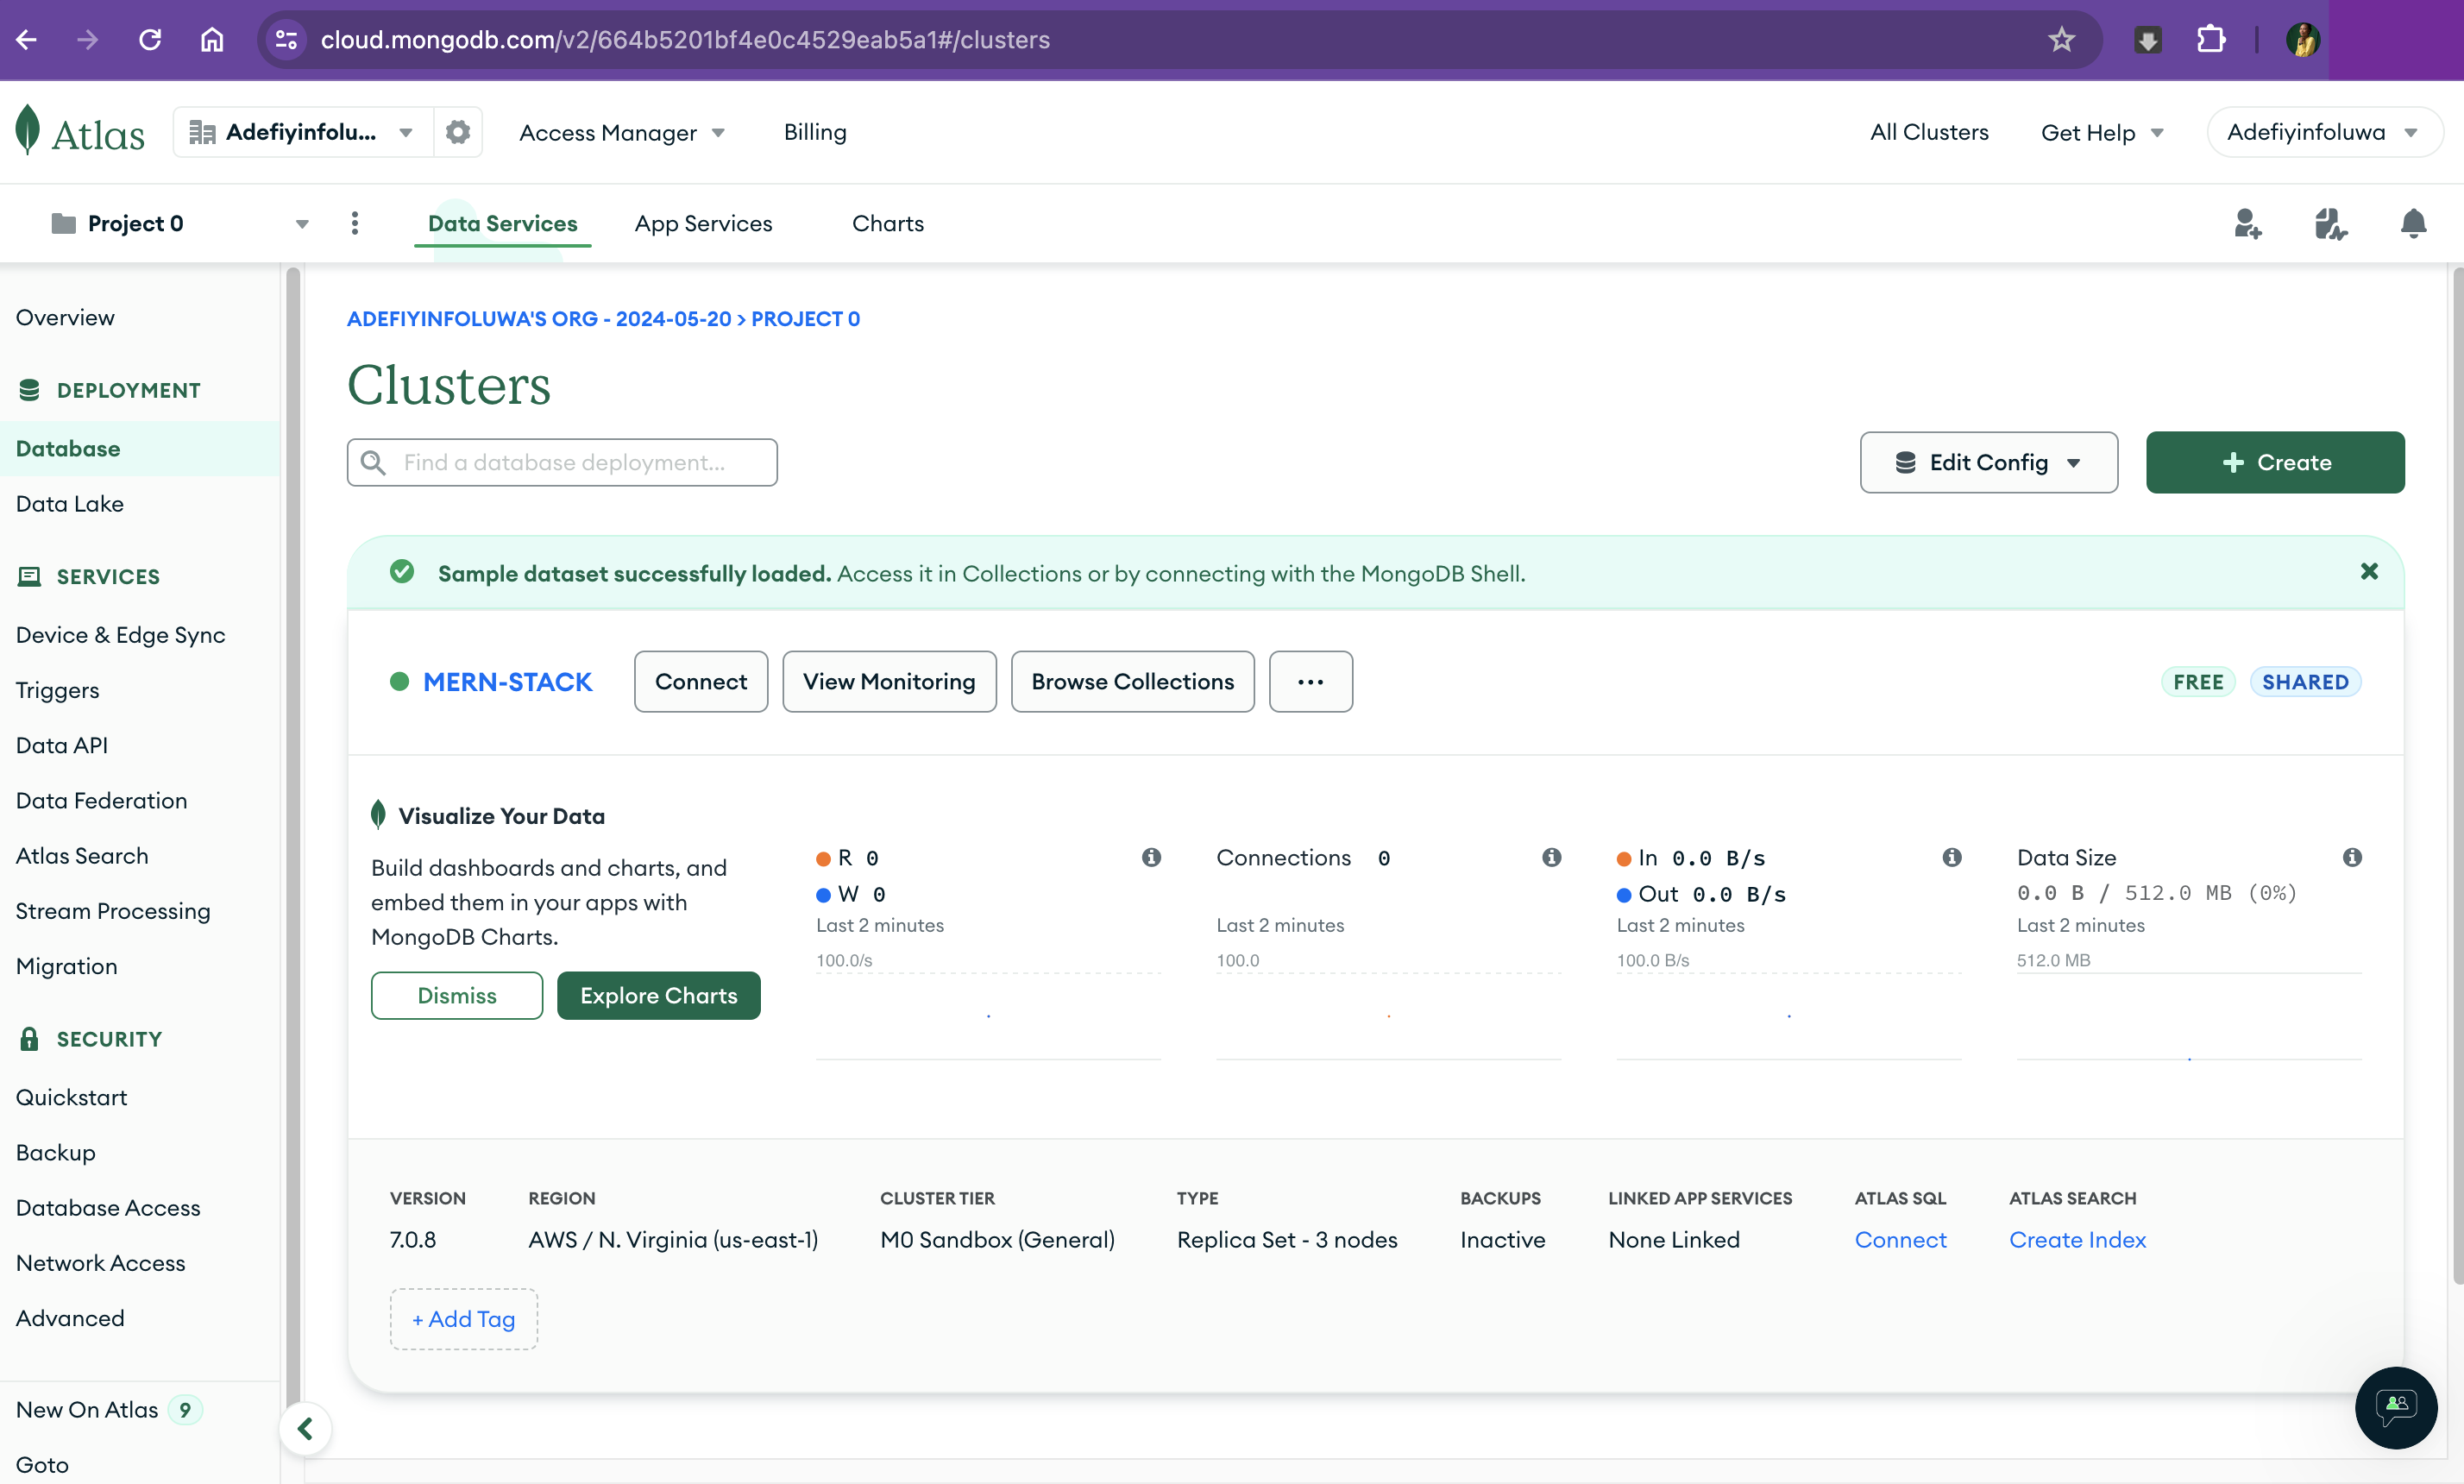 cloud.mongodb.com/v2/664b5201bf4e0c4529eab5a1#/clusters
Atlas
Adefiyinfolu...
Access Manager
Billing
All Clusters
Get Help
Adefiyinfoluwa
Project 0
Data Services
App Services
Charts
Overview
DEPLOYMENT
Database
Data Lake
SERVICES
Device & Edge Sync
Triggers
Data API
Data Federation
Atlas Search
Stream Processing
Migration
SECURITY
Quickstart
Backup
Database Access
Network Access
Advanced
New On Atlas 9
Goto
ADEFIYINFOLUWA'S ORG - 2024-05-20 > PROJECT 0
Clusters
Find a database deployment...
Edit Config
+ Create
Sample dataset successfully loaded. Access it in Collections or by connecting with the MongoDB Shell.
MERN-STACK
Connect
View Monitoring
Browse Collections
...
FREE
SHARED
Visualize Your Data
Build dashboards and charts, and
embed them in your apps with
MongoDB Charts.
Dismiss
Explore Charts
R 0
W 0
Last 2 minutes
100.0/s
Connections 0
Last 2 minutes
100.0
In 0.0 B/s
Out 0.0 B/s
Last 2 minutes
100.0 B/s
Data Size
0.0 B / 512.0 MB (0%)
Last 2 minutes
512.0 MB
VERSION
7.0.8
REGION
AWS / N. Virginia (us-east-1)
CLUSTER TIER
M0 Sandbox (General)
TYPE
Replica Set - 3 nodes
BACKUPS
Inactive
LINKED APP SERVICES
None Linked
ATLAS SQL
Connect
ATLAS SEARCH
Create Index
+ Add Tag